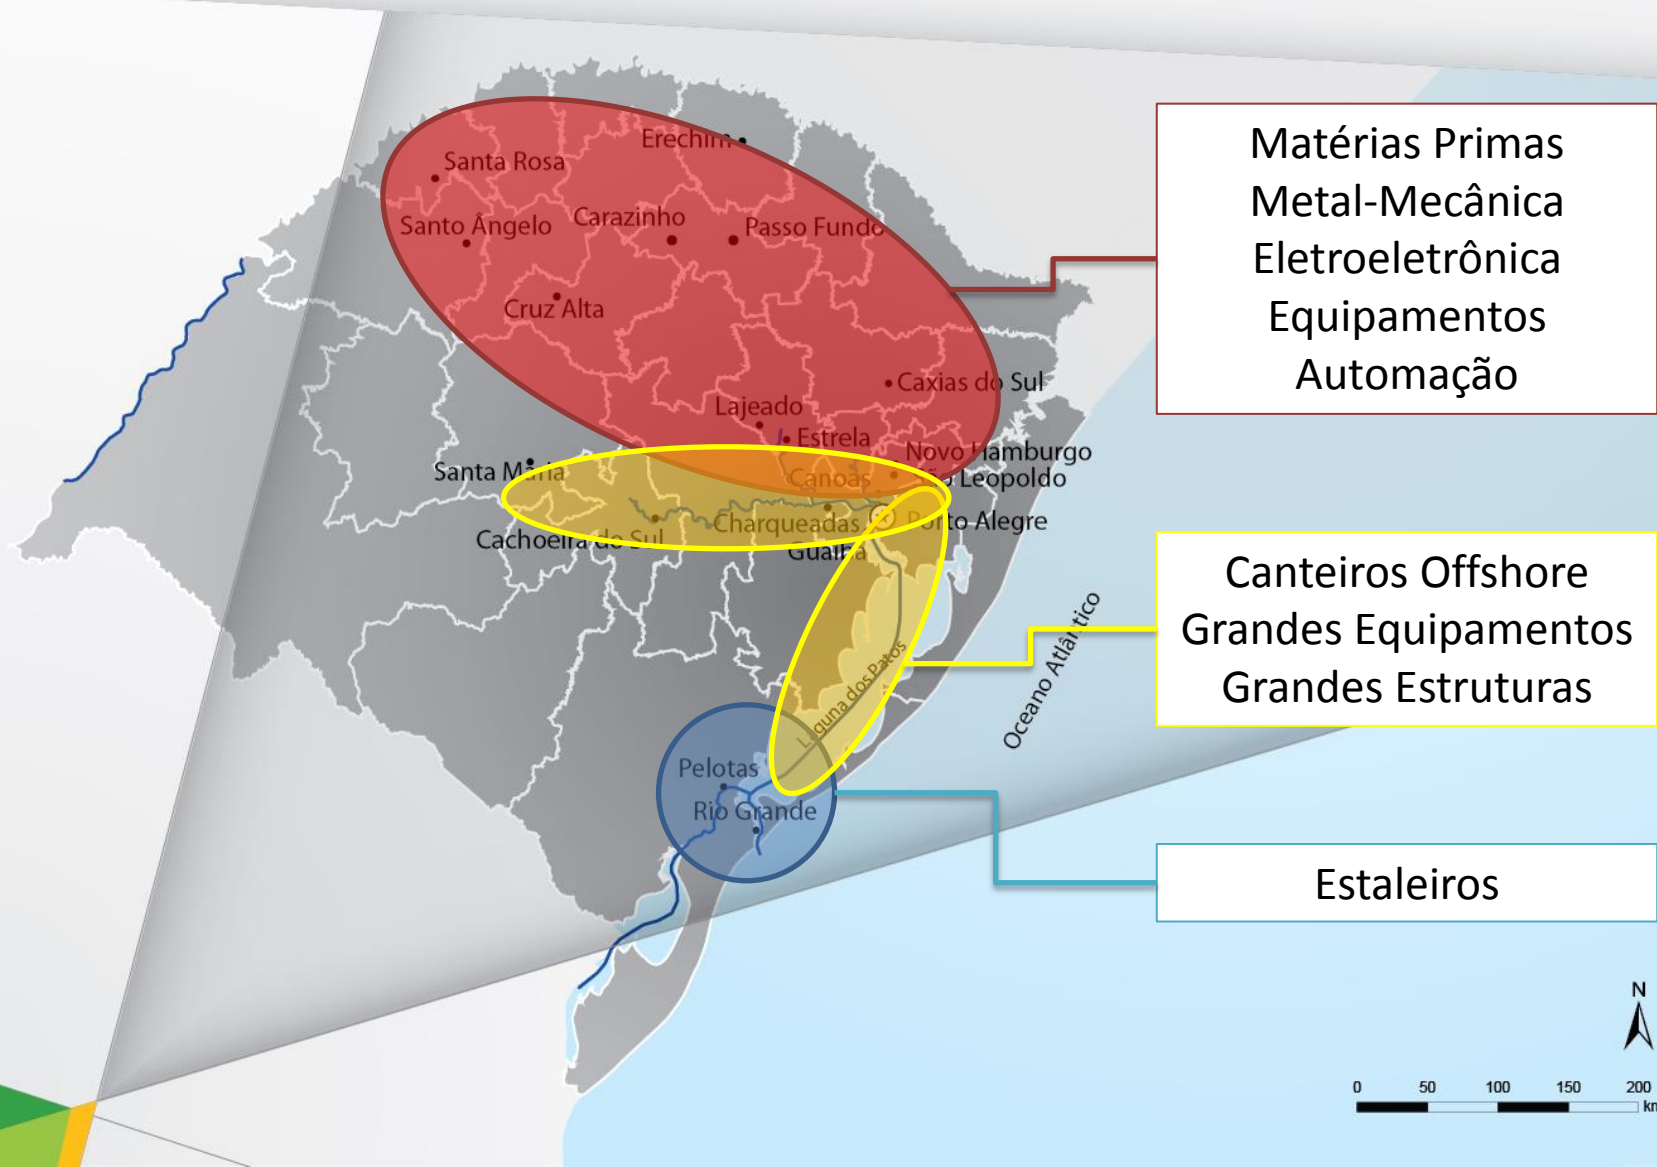 Erechim
Santa Rosa
Santo Ângelo
Carazinho
Passo Fundo
Cruz Alta
Caxias do Sul
Lajeado
Estrela
Novo Hamburgo
Santa Maria
Canoas
São Leopoldo
Charqueadas
Porto Alegre
Cachoeira do Sul
Guaíba
Laguna dos Patos
Oceano Atlântico
Pelotas
Rio Grande
Matérias Primas
Metal-Mecânica
Eletroeletrônica
Equipamentos
Automação
Canteiros Offshore
Grandes Equipamentos
Grandes Estruturas
Estaleiros
N
0 50 100 150 200
km